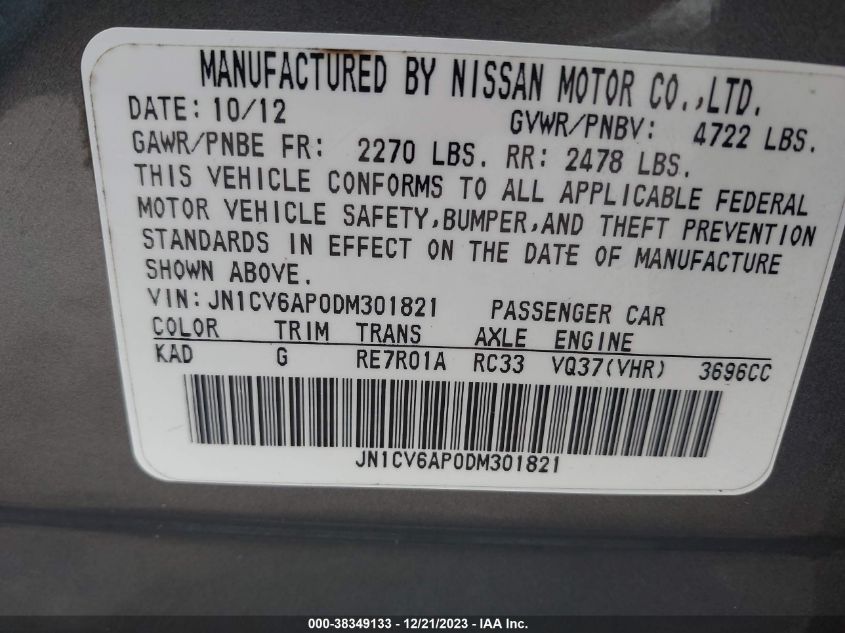 MANUFACTURED BY NISSAN MOTOR CO.,LTD.
DATE: 10/12 GVWR/PNBV: 4722 LBS.
GAWR/PNBE FR: 2270 LBS. RR: 2478 LBS.
THIS VEHICLE CONFORMS TO ALL APPLICABLE FEDERAL
MOTOR VEHICLE SAFETY,BUMPER,AND THEFT PREVENTION
STANDARDS IN EFFECT ON THE DATE OF MANUFACTURE
SHOWN ABOVE.
VIN: JN1CV6AP0DM301821 PASSENGER CAR
COLOR TRIM TRANS AXLE ENGINE
KAD G RE7R01A RC33 VQ37(VHR) 3696CC
JN1CV6AP0DM301821
000-38349133 - 12/21/2023 - IAA Inc.